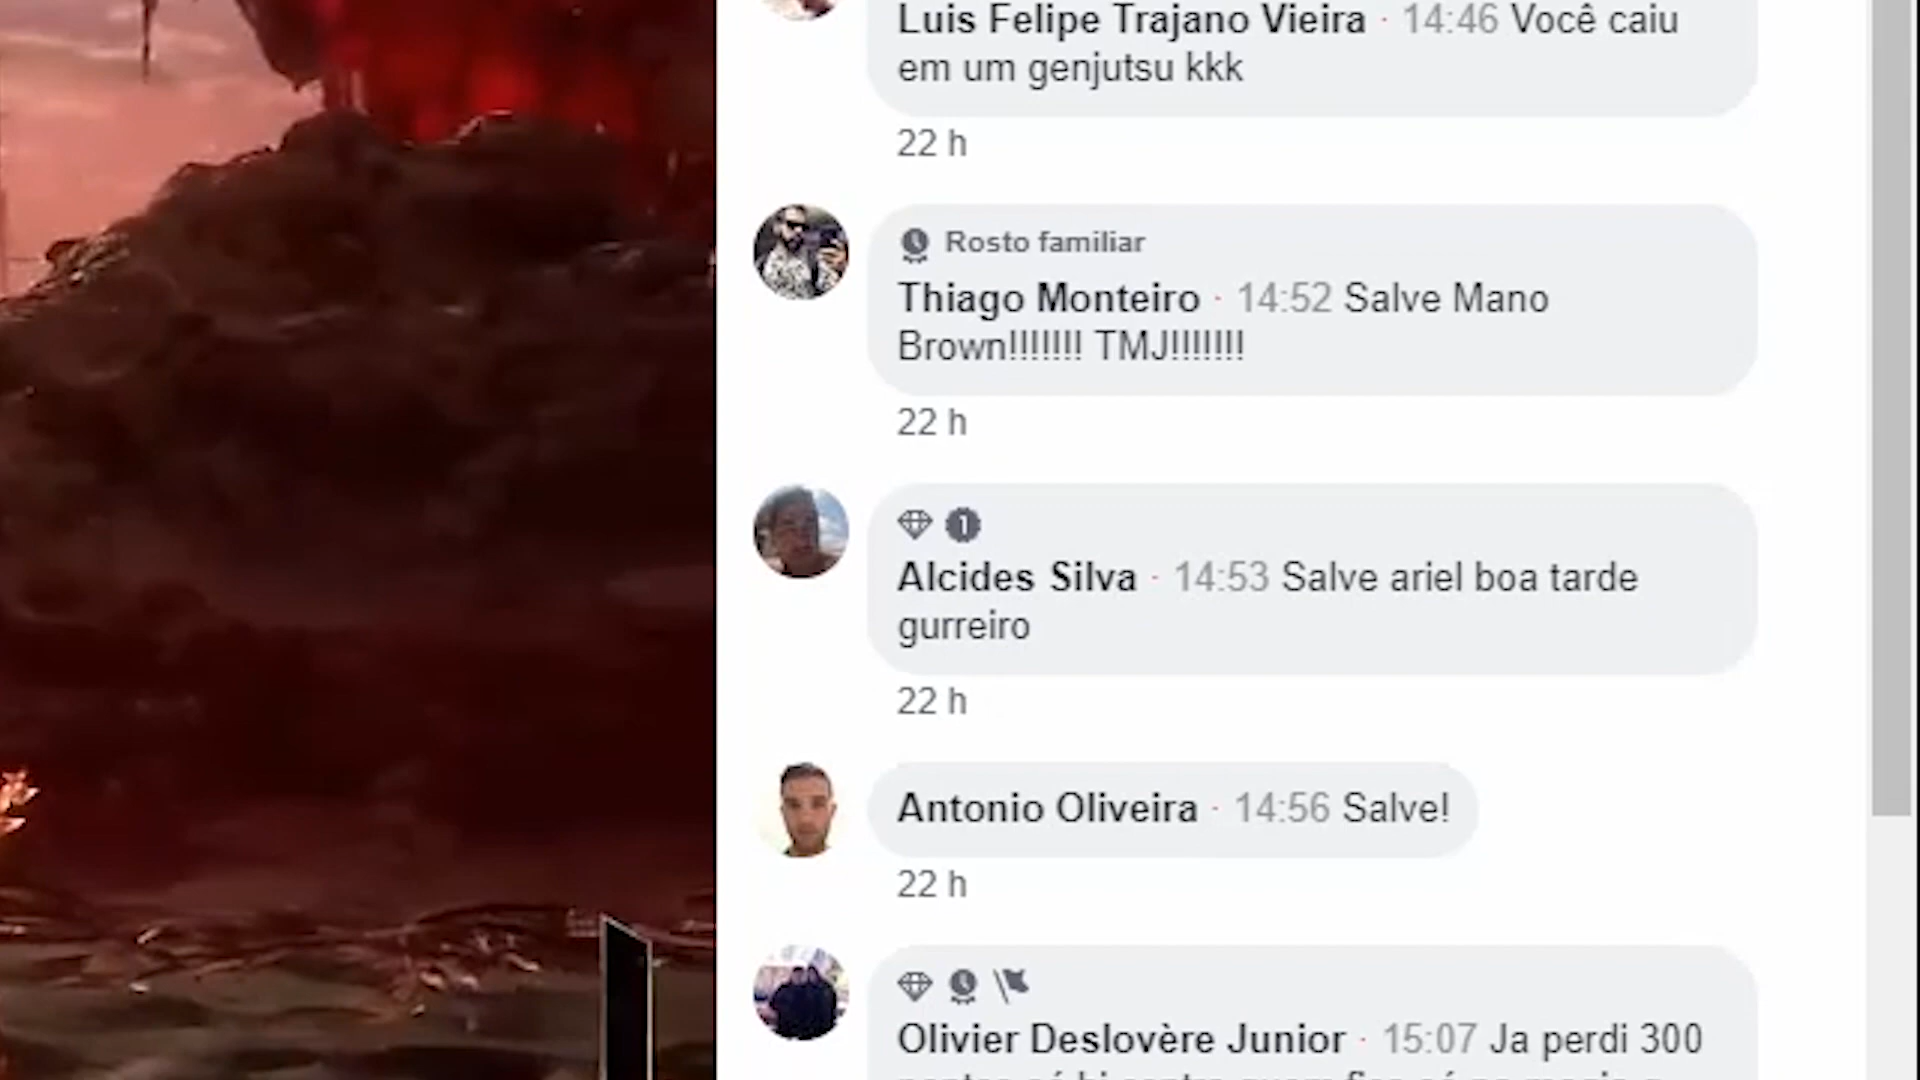 Luis Felipe Trajano Vieira · 14:46 Você caiu
em um genjutsu kkk
22 h
Rosto familiar
Thiago Monteiro · 14:52 Salve Mano
Brown!!!!!!! TMJ!!!!!!!
22 h
1
Alcides Silva · 14:53 Salve ariel boa tarde
gurreiro
22 h
Antonio Oliveira · 14:56 Salve!
22 h
Olivier Deslovère Junior · 15:07 Ja perdi 300